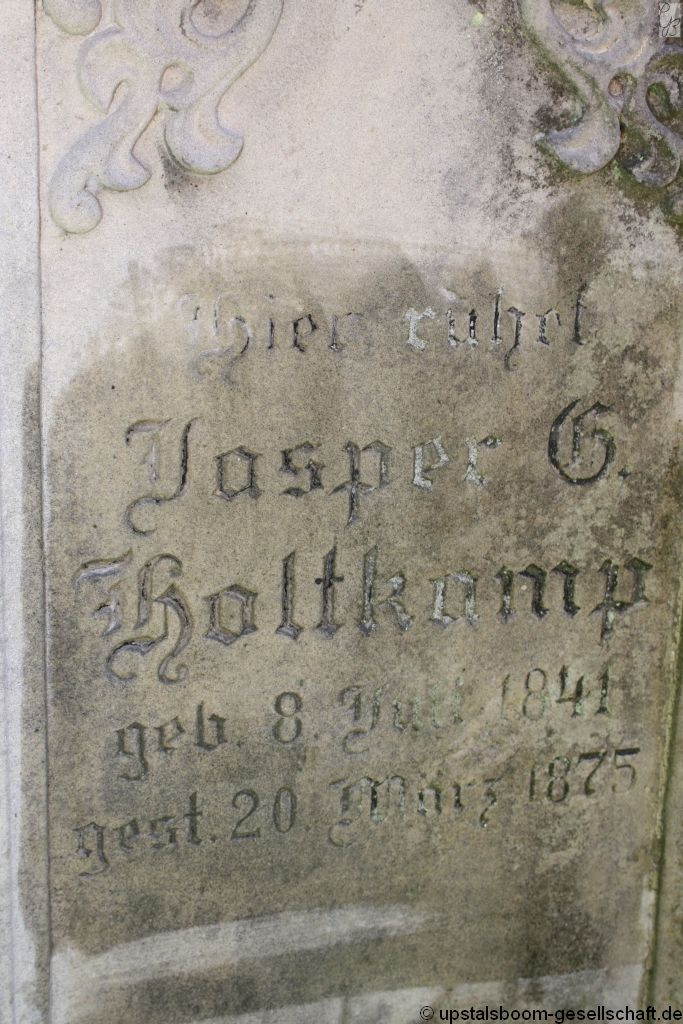 Hier ruhet
Jasper G.
Holtkamp
geb. 8. Juli 1841
gest. 20. März 1875
© upstalsboom-gesellschaft.de